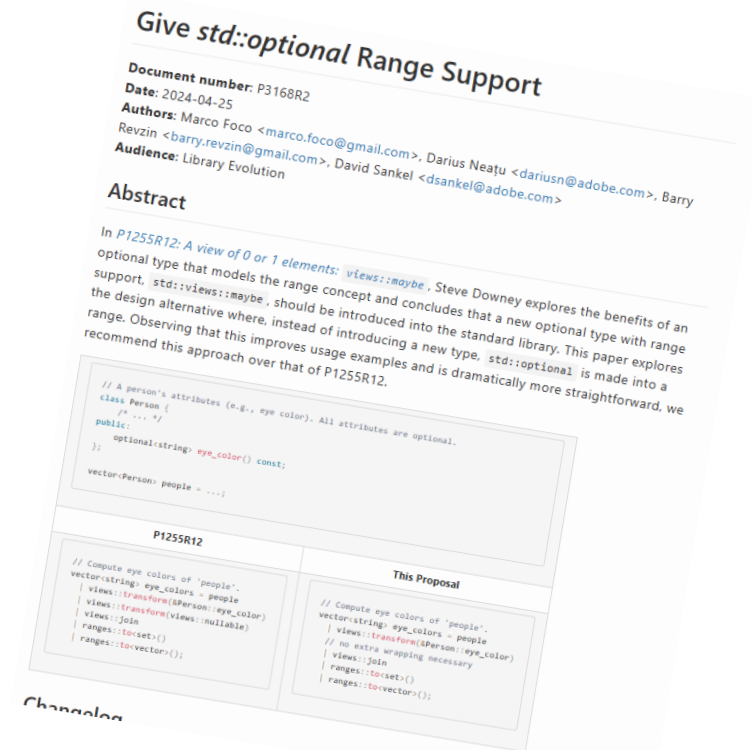 Give std::optional Range Support
Document number: P3168R2
Date: 2024-04-25
Authors: Marco Foco <marco.foco@gmail.com>, Darius Neațu <dariusn@adobe.com>, Barry
Revzin <barry.revzin@gmail.com>, David Sankel <dsankel@adobe.com>
Audience: Library Evolution
Abstract
In P1255R12: A view of 0 or 1 elements: views::maybe, Steve Downey explores the benefits of an
optional type that models the range concept and concludes that a new optional type with range
support, std::views::maybe, should be introduced into the standard library. This paper explores
the design alternative where, instead of introducing a new type, std::optional is made into a
range. Observing that this improves usage examples and is dramatically more straightforward, we
recommend this approach over that of P1255R12.
// A person's attributes (e.g., eye color). All attributes are optional.
class Person {
/* ... */
public:
optional<string> eye_color() const;
};
vector<Person> people = ...;
P1255R12
// Compute eye colors of 'people'.
vector<string> eye_colors = people
| views::transform(&Person::eye_color)
| views::transform(views::nullable)
| views::join
| ranges::to<set>()
| ranges::to<vector>();
This Proposal
// Compute eye colors of 'people'.
vector<string> eye_colors = people
| views::transform(&Person::eye_color)
// no extra wrapping necessary
| views::join
| ranges::to<set>()
| ranges::to<vector>();
Changelog